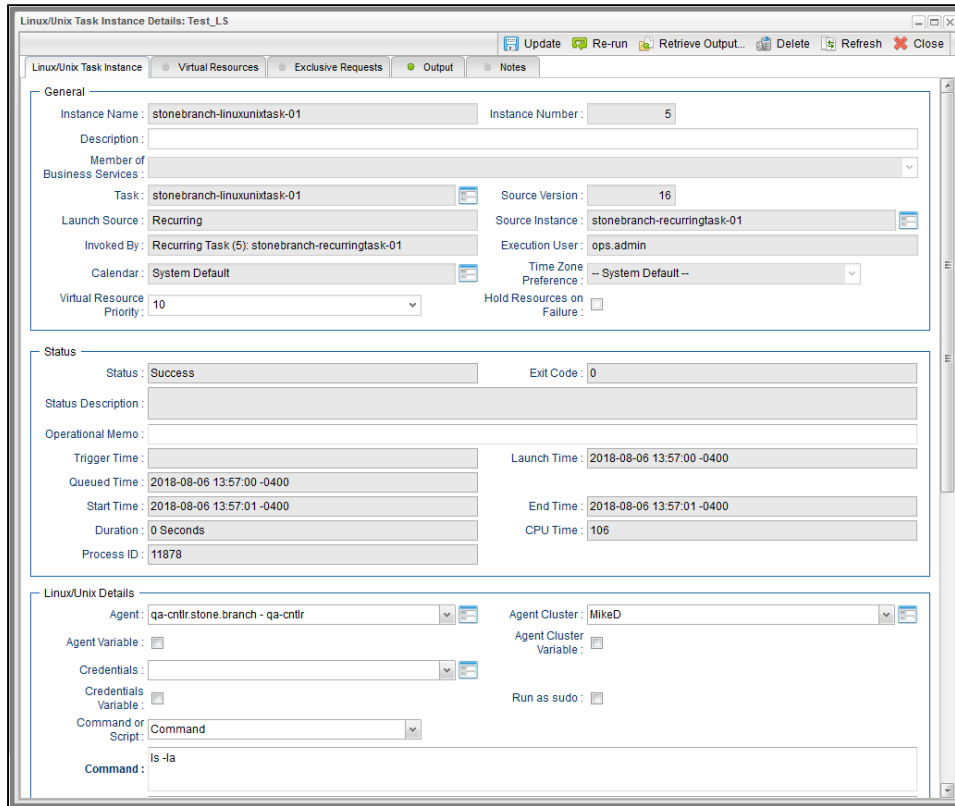 Linux/Unix Task Instance Details: Test_LS
Update Re-run Retrieve Output... Delete Refresh Close
Linux/Unix Task Instance Virtual Resources Exclusive Requests Output Notes
General
Instance Name : stonebranch-linuxunixtask-01 Instance Number : 5
Description :
Member of
Business Services :
Task : stonebranch-linuxunixtask-01 Source Version : 16
Launch Source : Recurring Source Instance : stonebranch-recurringtask-01
Invoked By : Recurring Task (5): stonebranch-recurringtask-01 Execution User : ops.admin
Calendar : System Default Time Zone Preference : -- System Default --
Virtual Resource Priority : 10 Hold Resources on Failure :
Status
Status : Success Exit Code : 0
Status Description :
Operational Memo :
Trigger Time : Launch Time : 2018-08-06 13:57:00 -0400
Queued Time : 2018-08-06 13:57:00 -0400
Start Time : 2018-08-06 13:57:01 -0400 End Time : 2018-08-06 13:57:01 -0400
Duration : 0 Seconds CPU Time : 106
Process ID : 11878
Linux/Unix Details
Agent : qa-cntlr.stone.branch - qa-cntlr Agent Cluster : MikeD
Agent Variable : Agent Cluster Variable :
Credentials :
Credentials Variable : Run as sudo :
Command or Script : Command
Command : ls -la